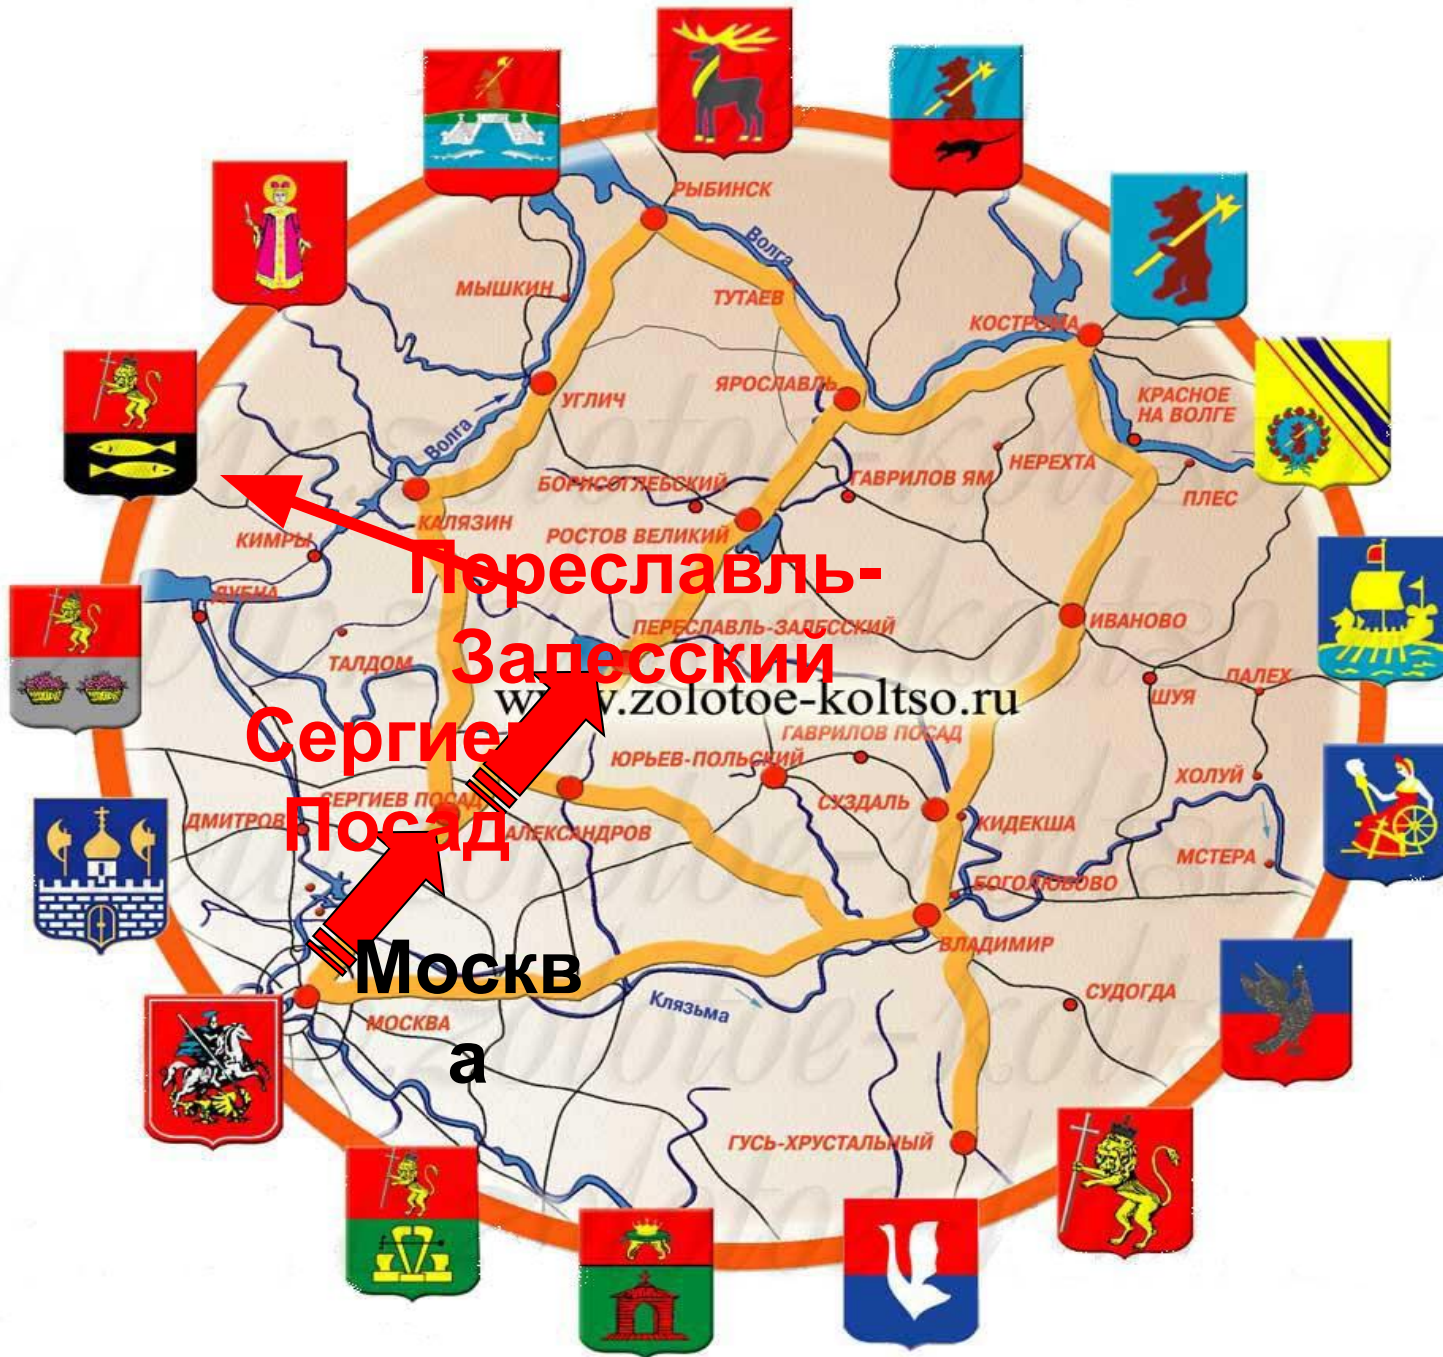 РЫБИНСК
Волга
МЫШКИН
ТУТАЕВ
КОСТРОМА
УГЛИЧ
ЯРОСЛАВЛЬ
КРАСНОЕ
НА ВОЛГЕ
Волга
НЕРЕХТА
БОРИСОГЛЕБСКИЙ
ГАВРИЛОВ ЯМ
ПЛЕС
КАЛЯЗИН
РОСТОВ ВЕЛИКИЙ
КИМРЫ
Переславль-
Залесский
ДУБНА
ПЕРЕСЛАВЛЬ-ЗАЛЕССКИЙ
ИВАНОВО
ТАЛДОМ
ПАЛЕХ
ШУЯ
www.zolotoe-koltso.ru
Сергиев
Посад
ГАВРИЛОВ ПОСАД
ЮРЬЕВ-ПОЛЬСКИЙ
ХОЛУЙ
СЕРГИЕВ ПОСАД
СУЗДАЛЬ
ДМИТРОВ
АЛЕКСАНДРОВ
КИДЕКША
МСТЕРА
БОГОЛЮБОВО
ВЛАДИМИР
Москв
а
СУДОГДА
Клязьма
МОСКВА
ГУСЬ-ХРУСТАЛЬНЫЙ